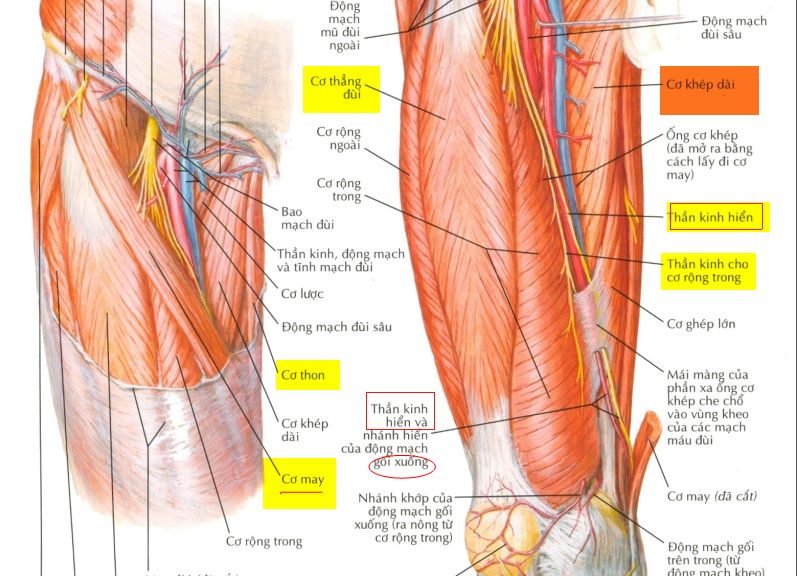 Động
mạch
mũ đùi
ngoài
Động mạch
đùi sâu
Cơ thẳng
đùi
Cơ khép dài
Cơ rộng
ngoài
Ống cơ khép
(đã mở ra bằng
cách lấy đi cơ
may)
Cơ rộng
trong
Bao
mạch đùi
Thần kinh hiển
Thần kinh, động mạch
và tĩnh mạch đùi
Thần kinh cho
cơ rộng trong
Cơ lược
Động mạch đùi sâu
Cơ ghép lớn
Cơ thon
Mái màng của
phần xa ống cơ
khép che chổ
vào vùng kheo
của các mạch
máu đùi
Thần kinh
hiển và
nhánh hiển
của động mạch
gối xuống
Cơ khép
dài
Cơ may
Nhánh khớp của
động mạch gối
xuống (ra nông từ
cơ rộng trong)
Cơ may (đã cắt)
Cơ rộng trong
Động mạch gối
trên trong (từ
động mạch kheo)